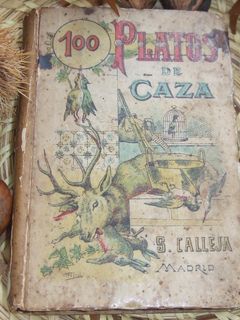 100
PLATOS
DE
CAZA
S. CALLEJA
MADRID